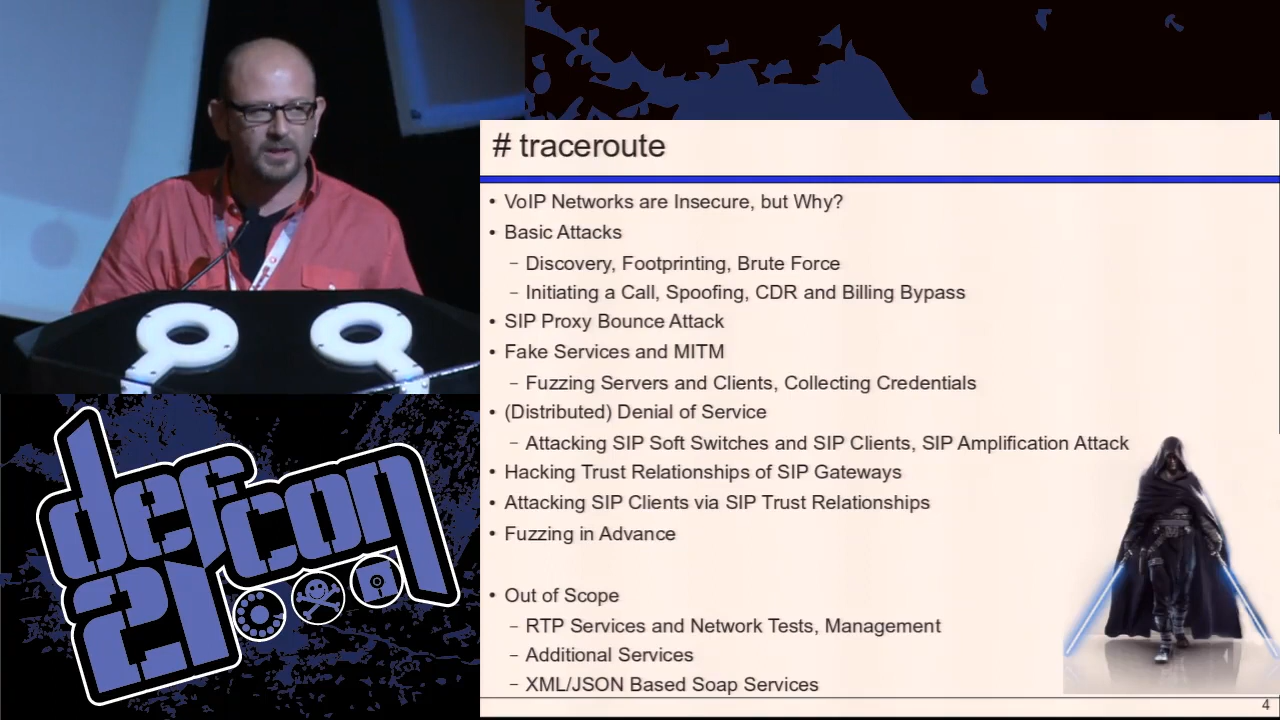 # traceroute
• VoIP Networks are Insecure, but Why?
• Basic Attacks
– Discovery, Footprinting, Brute Force
– Initiating a Call, Spoofing, CDR and Billing Bypass
• SIP Proxy Bounce Attack
• Fake Services and MITM
– Fuzzing Servers and Clients, Collecting Credentials
• (Distributed) Denial of Service
– Attacking SIP Soft Switches and SIP Clients, SIP Amplification Attack
• Hacking Trust Relationships of SIP Gateways
• Attacking SIP Clients via SIP Trust Relationships
• Fuzzing in Advance
• Out of Scope
– RTP Services and Network Tests, Management
– Additional Services
– XML/JSON Based Soap Services
4
defcon
21